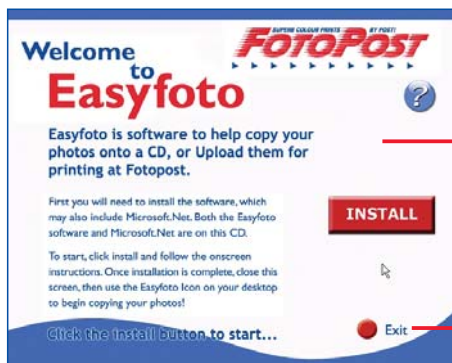 SUPERB COLOUR PRINTS BY POST!
FOTOPOST
Welcome
to
Easyfoto
?
Easyfoto is software to help copy your
photos onto a CD, or Upload them for
printing at Fotopost.
First you will need to install the software, which
may also include Microsoft.Net. Both the Easyfoto
software and Microsoft.Net are on this CD.
INSTALL
To start, click install and follow the onscreen
instructions. Once installation is complete, close this
screen, then use the Easyfoto Icon on your desktop
to begin copying your photos!
Click the install button to start...
Exit